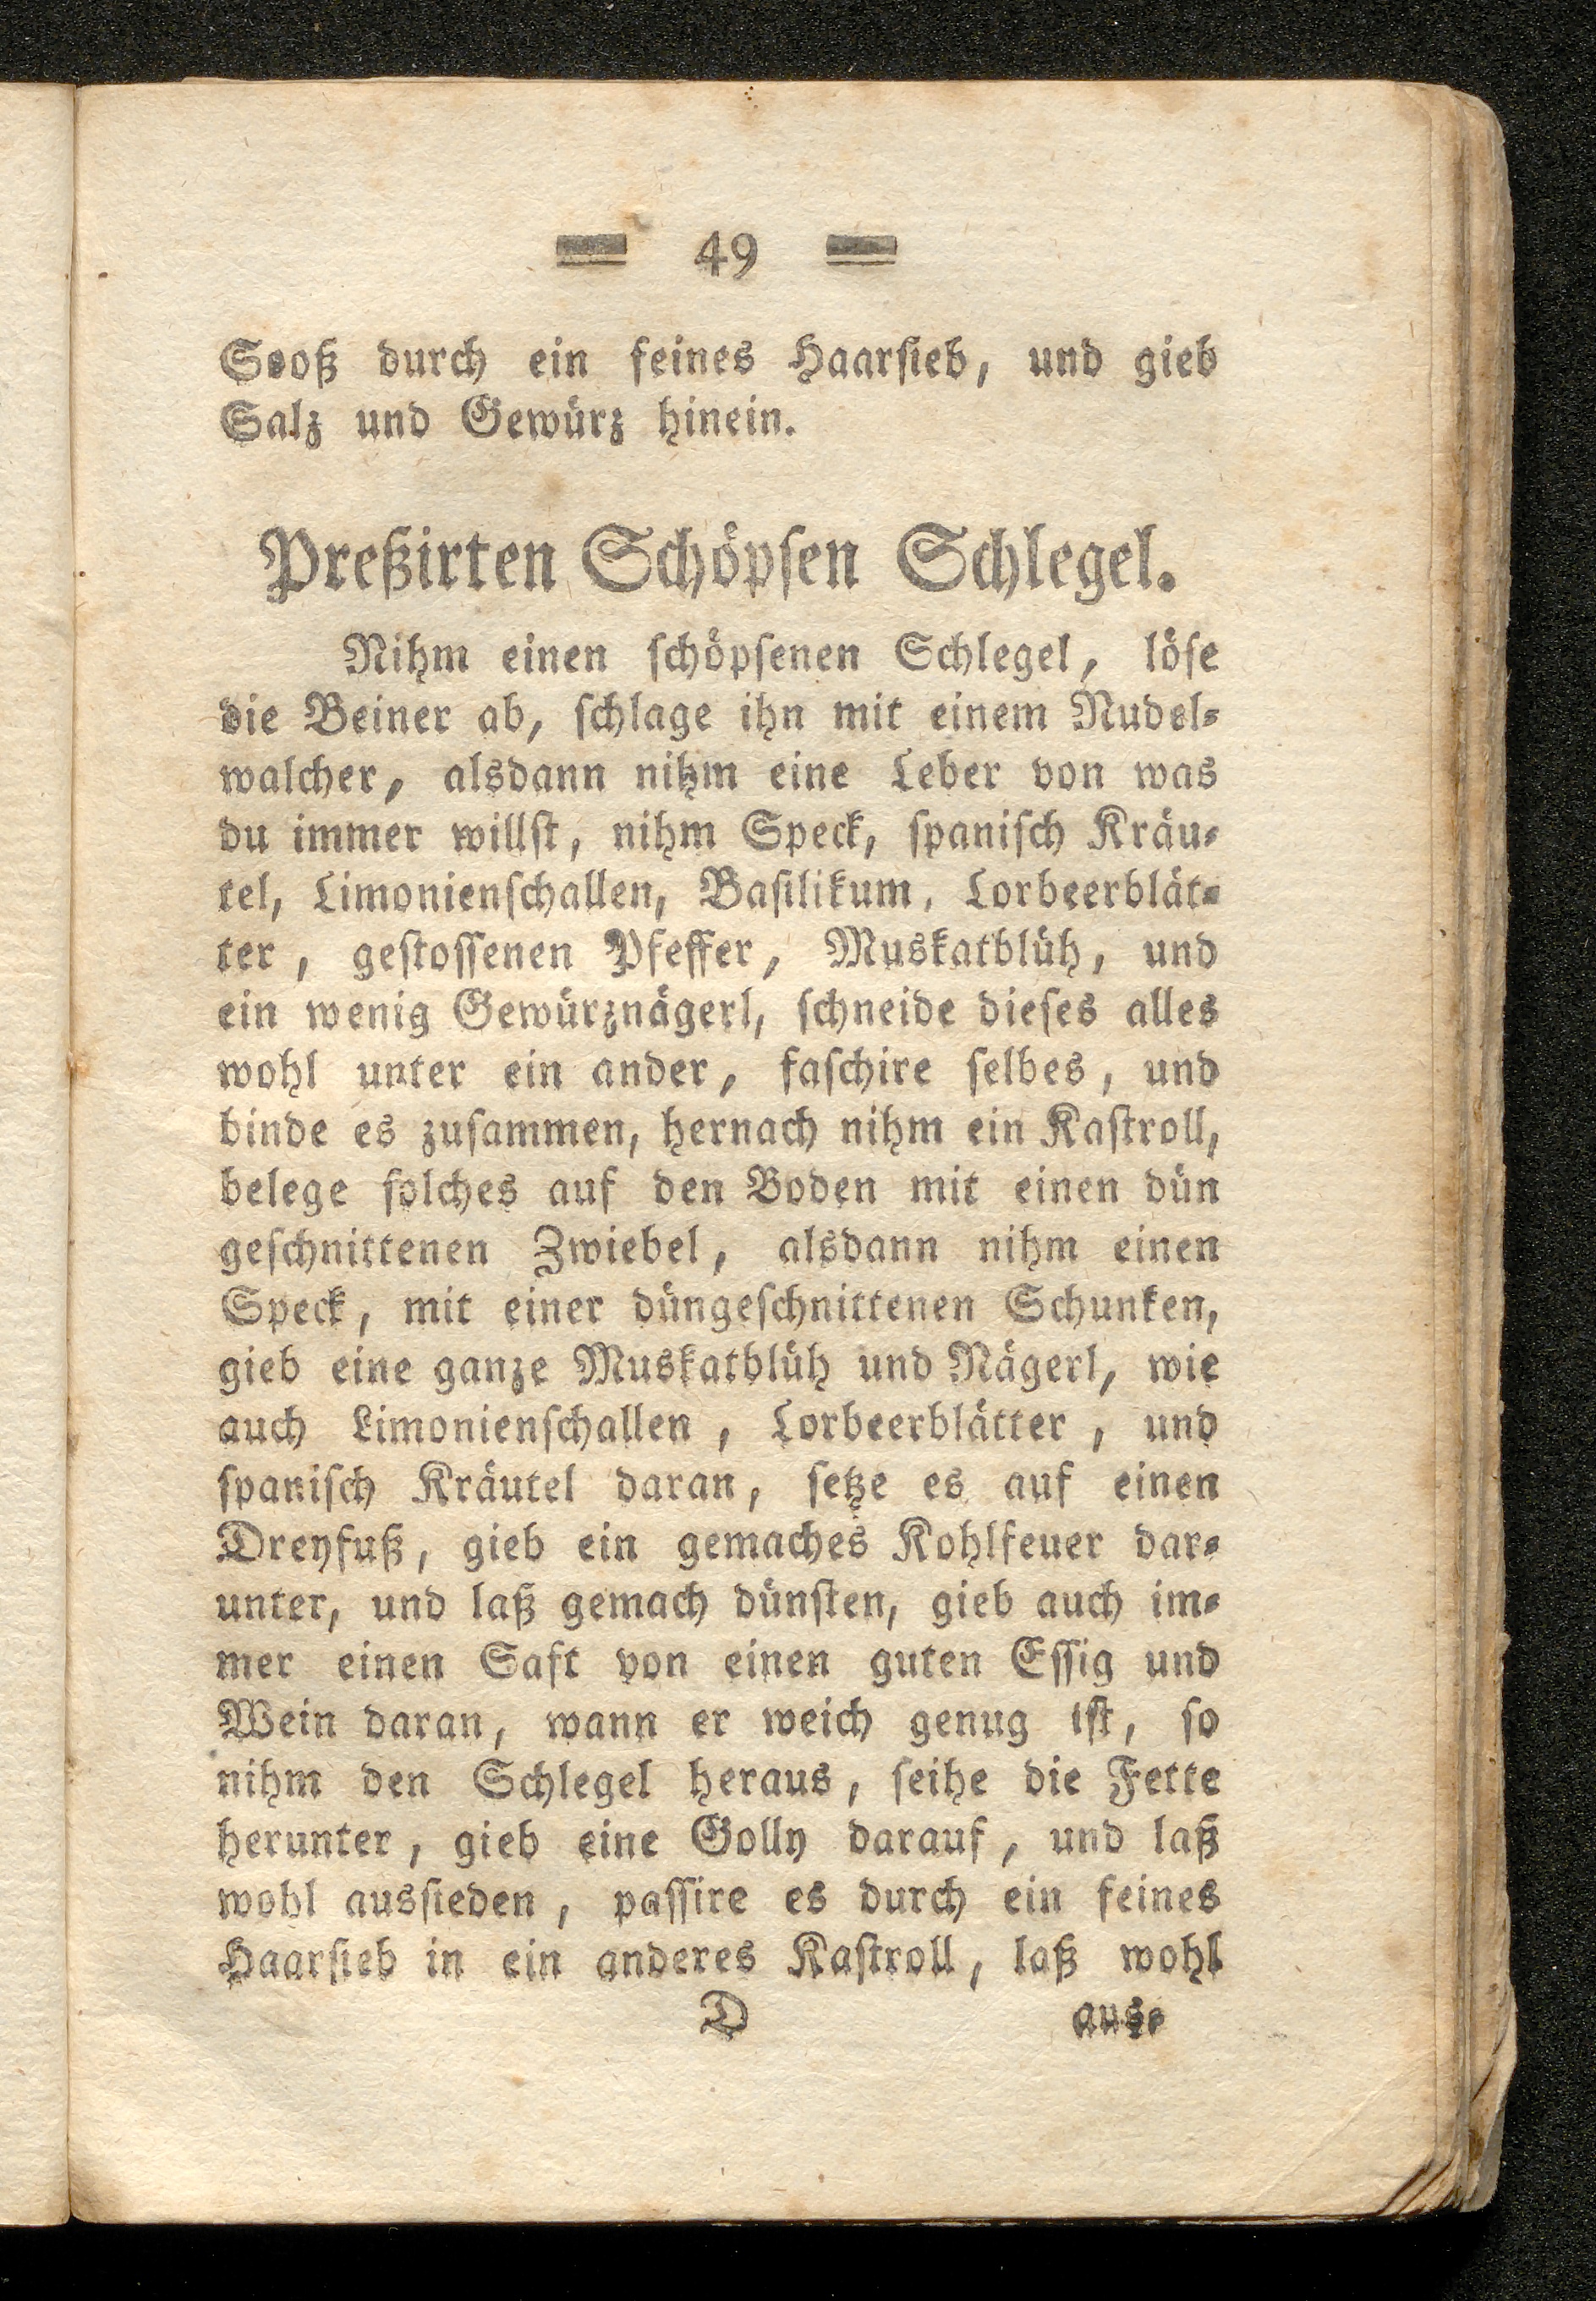 49
Sooß durch ein feines Haarsieb, und gieb
Salz und Gewürz hinein.
Preßirten Schöpsen Schlegel.
Nihm einen schöpsenen Schlegel, löse
die Beiner ab, schlage ihn mit einem Nudel-
walcher, alsdann nihm eine Leber von was
du immer willst, nihm Speck, spanisch Kräu-
tel, Limonienschallen, Basilikum, Lorbeerblät-
ter, gestossenen Pfeffer, Muskatblüh, und
ein wenig Gewürznägerl, schneide dieses alles
wohl unter ein ander, faschire selbes, und
binde es zusammen, hernach nihm ein Kastroll,
belege solches auf den Boden mit einen dün
geschnittenen Zwiebel, alsdann nihm einen
Speck, mit einer düngeschnittenen Schunken,
gieb eine ganze Muskatblüh und Nägerl, wie
auch Limonienschallen, Lorbeerblätter, und
spanisch Kräutel daran, setze es auf einen
Dreyfuß, gieb ein gemaches Kohlfeuer dar-
unter, und laß gemach dünsten, gieb auch im-
mer einen Saft von einen guten Essig und
Wein daran, wann er weich genug ist, so
nihm den Schlegel heraus, seihe die Fette
herunter, gieb eine Golly darauf, und laß
wohl aussieden, passire es durch ein feines
Haarsieb in ein anderes Kastroll, laß wohl
D aus-